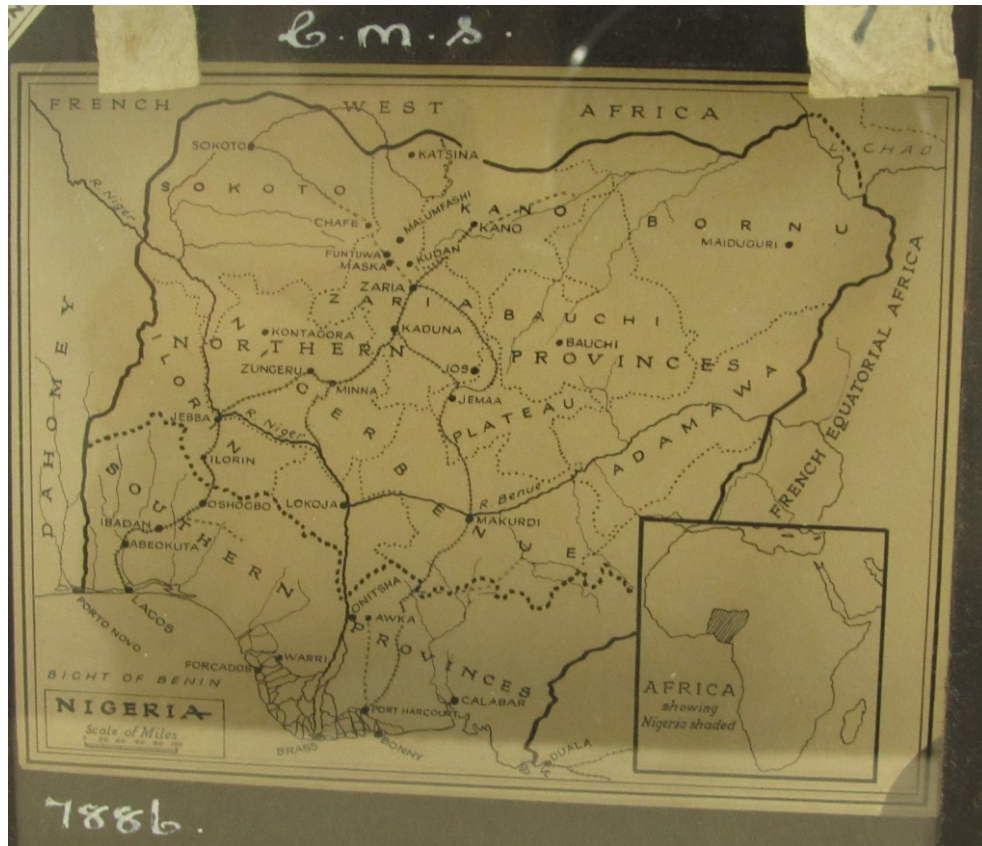 C.M.S.
FRENCH WEST AFRICA
L. CHAD
SOKOTO
KATSINA
R. Niger
SOKOTO
MALUMFASHI
KANO
BORNU
CHAFE
KANO
MAIDUGURI
FUNTUWA
KUDAN
MASKA
ZARIA
ZARIA
BAUCHI
KONTAGORA
KADUNA
NORTHERN PROVINCES
BAUCHI
ZUNGERU
JOS
MINNA
JEMAA
NIGER
PLATEAU
ADAMAWA
ILORIN
JEBBA
R. Niger
DAHOMEY
FRENCH EQUATORIAL AFRICA
ILORIN
BENUE
R. Benue
OSHOGBO
LOKOJA
MAKURDI
IBADAN
ABEOKUTA
SOUTHERN PROVINCES
ONITSHA
AWKA
PORTO NOVO
LAGOS
WARRI
FORCADOS
BIGHT OF BENIN
CALABAR
PORT HARCOURT
BRASS
BONNY
DUALA
NIGERIA
Scale of Miles
AFRICA
showing
Nigeria shaded
7886.